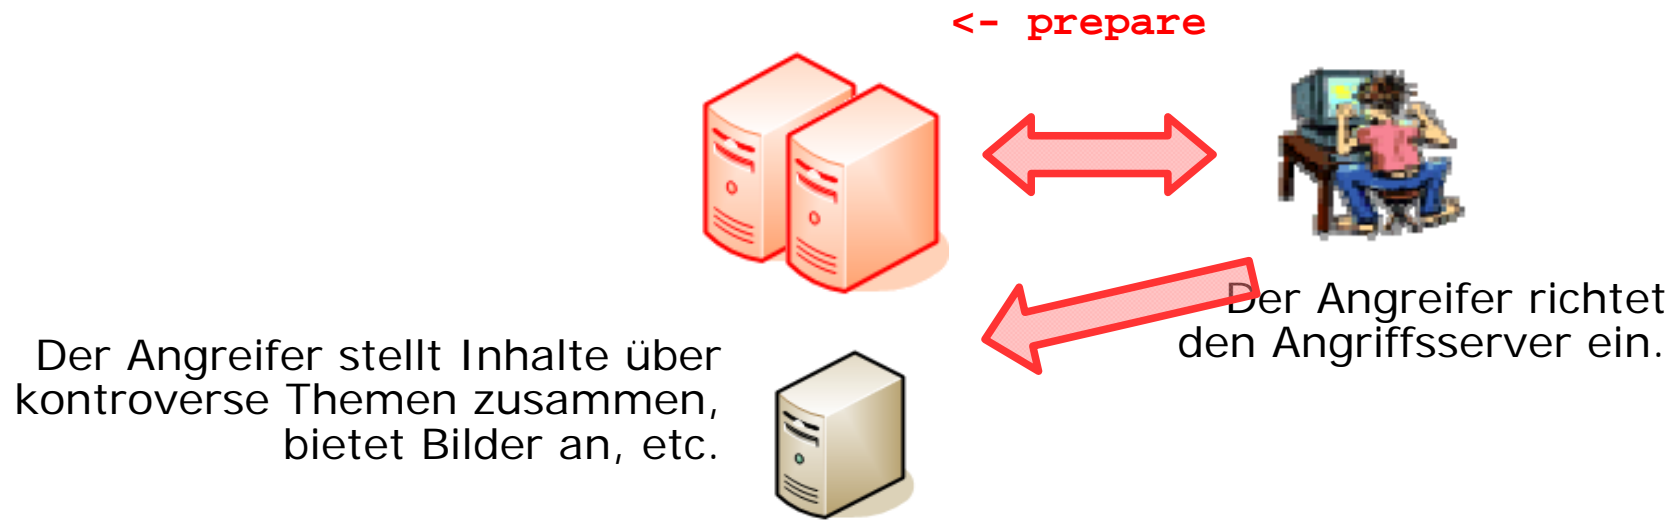 <- prepare
Der Angreifer richtet
den Angriffsserver ein.
Der Angreifer stellt Inhalte über
kontroverse Themen zusammen,
bietet Bilder an, etc.